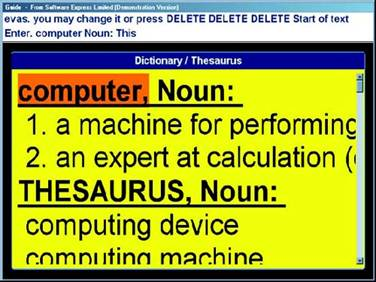 Guide - From Software Express Limited (Demonstration Version)
evas. you may change it or press DELETE DELETE DELETE Start of text
Enter. computer Noun: This
Dictionary / Thesaurus
computer, Noun:
1. a machine for performing
2. an expert at calculation (
THESAURUS, Noun:
computing device
computing machine